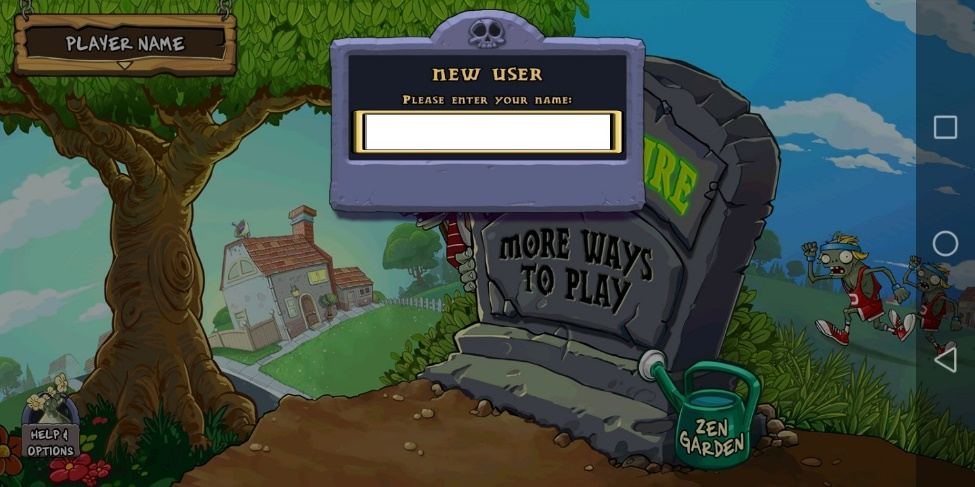 PLAYER NAME
NEW USER
PLEASE ENTER YOUR NAME:
MORE WAYS
TO PLAY
HELP &
OPTIONS
ZEN
GARDEN